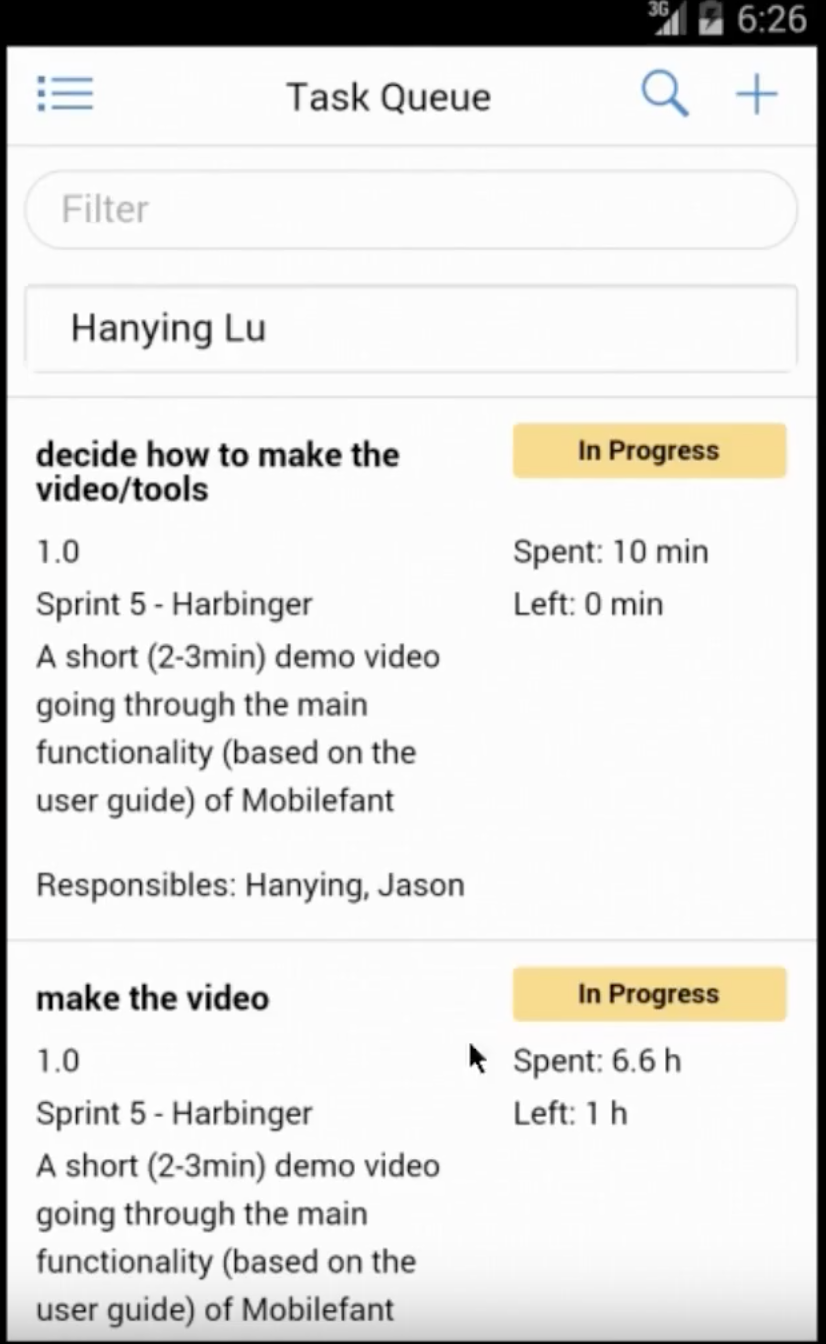 3G 6:26
Task Queue
Filter
Hanying Lu
decide how to make the In Progress
video/tools
1.0 Spent: 10 min
Sprint 5 - Harbinger Left: 0 min
A short (2-3min) demo video
going through the main
functionality (based on the
user guide) of Mobilefant
Responsibles: Hanying, Jason
make the video In Progress
1.0 Spent: 6.6 h
Sprint 5 - Harbinger Left: 1 h
A short (2-3min) demo video
going through the main
functionality (based on the
user guide) of Mobilefant